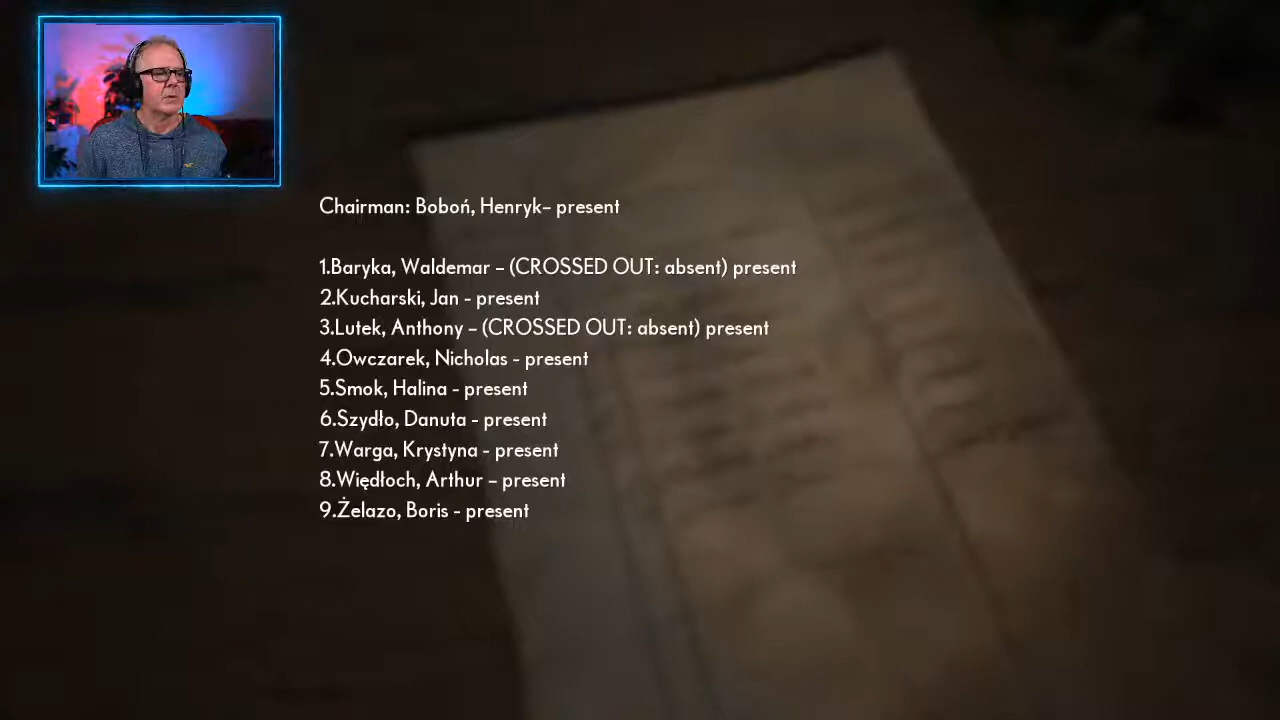 Chairman: Boboń, Henryk– present
1.Baryka, Waldemar – (CROSSED OUT: absent) present
2.Kucharski, Jan - present
3.Lutek, Anthony – (CROSSED OUT: absent) present
4.Owczarek, Nicholas - present
5.Smok, Halina - present
6.Szydło, Danuta - present
7.Warga, Krystyna - present
8.Więdłoch, Arthur – present
9.Żelazo, Boris - present